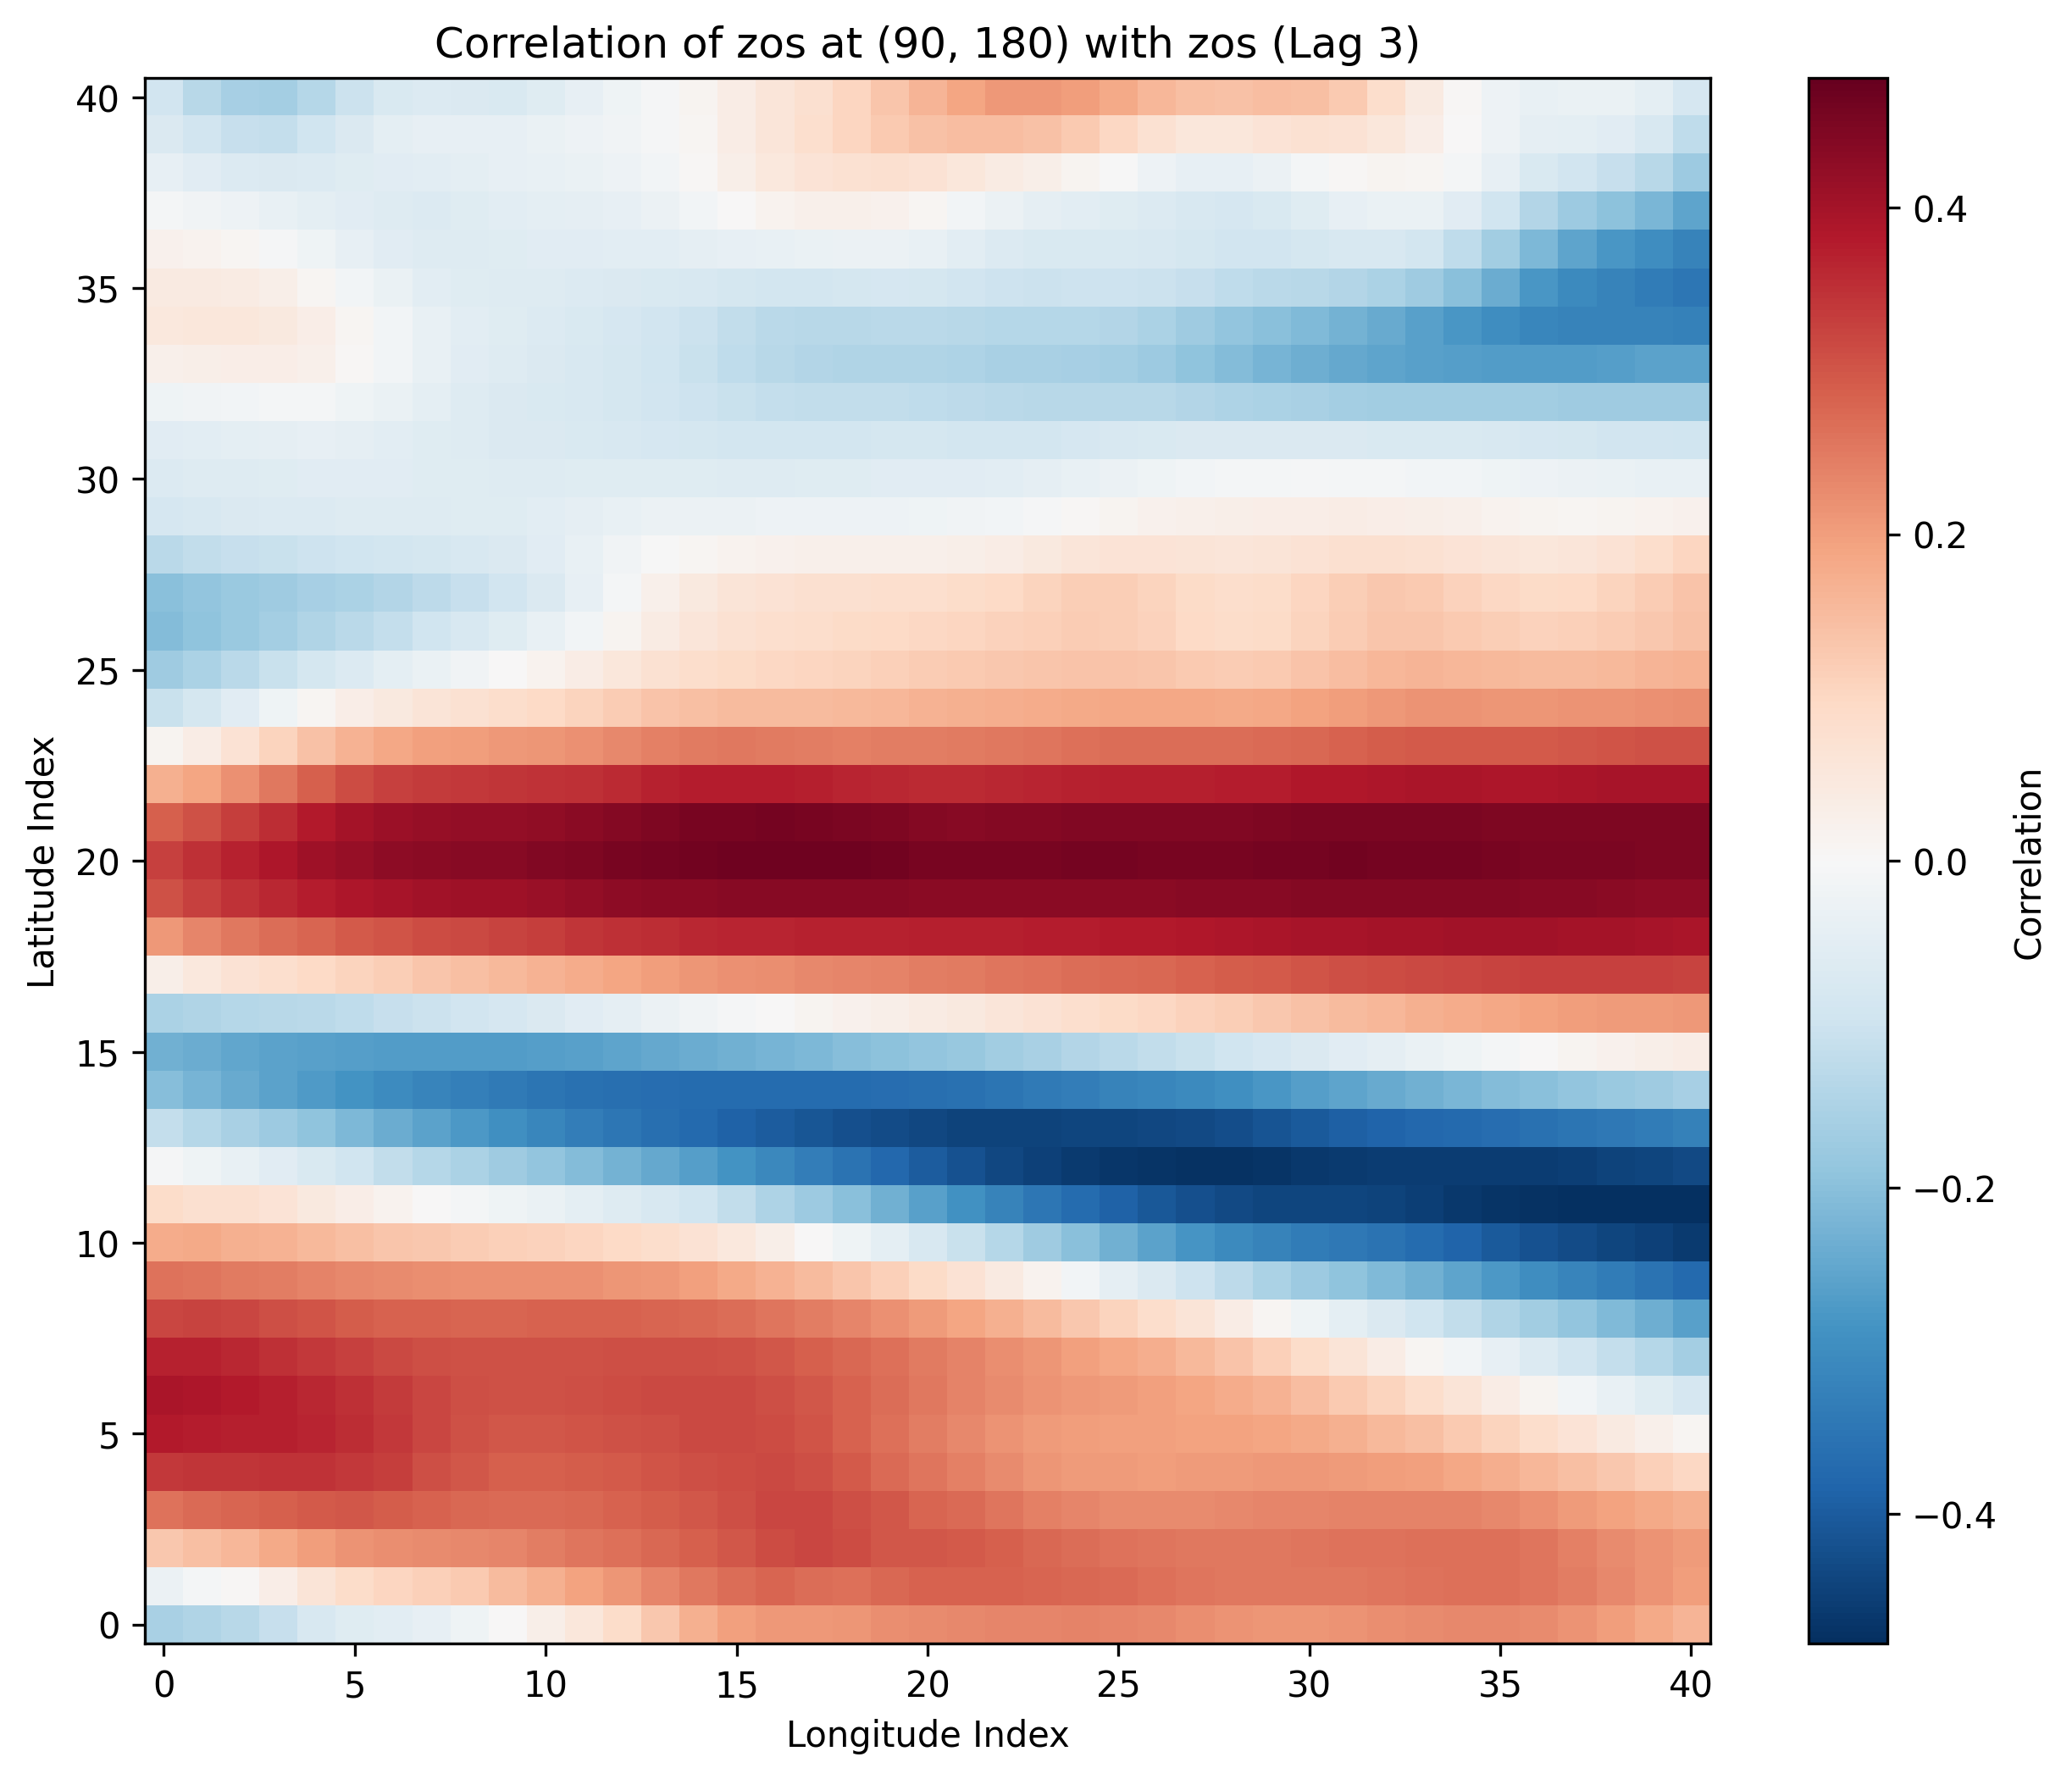 Correlation of zos at (90, 180) with zos (Lag 3)
40
35
30
25
20
15
10
5
0
Latitude Index
0 5 10 15 20 25 30 35 40
Longitude Index
0.4
0.2
0.0
−0.2
−0.4
Correlation